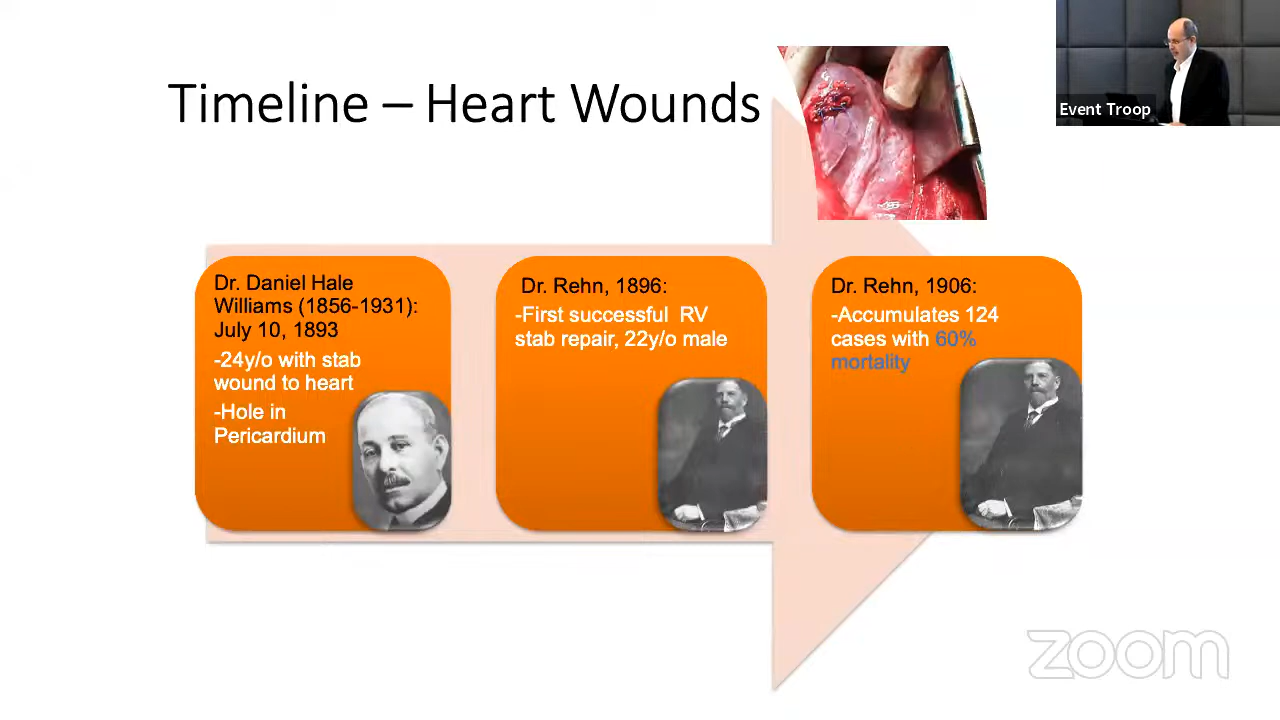 Timeline – Heart Wounds
Event Troop
Dr. Daniel Hale
Williams (1856-1931):
July 10, 1893
-24y/o with stab
wound to heart
-Hole in
Pericardium
Dr. Rehn, 1896:
-First successful RV
stab repair, 22y/o male
Dr. Rehn, 1906:
-Accumulates 124
cases with 60%
mortality
zoom